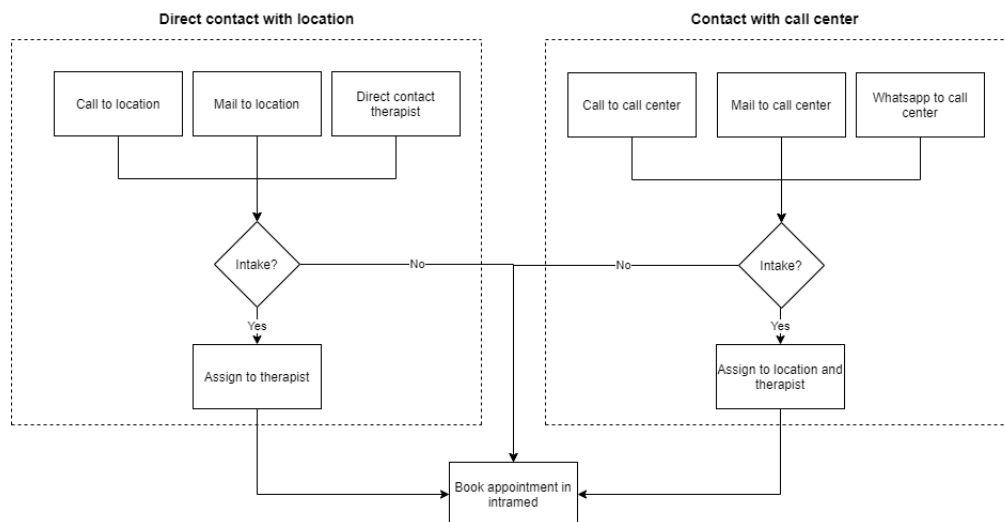 Direct contact with location
Contact with call center
Call to location
Mail to location
Direct contact
therapist
Call to call center
Mail to call center
Whatsapp to call
center
Intake?
No
No
Intake?
Yes
Yes
Assign to therapist
Assign to location and
therapist
Book appointment in
intramed